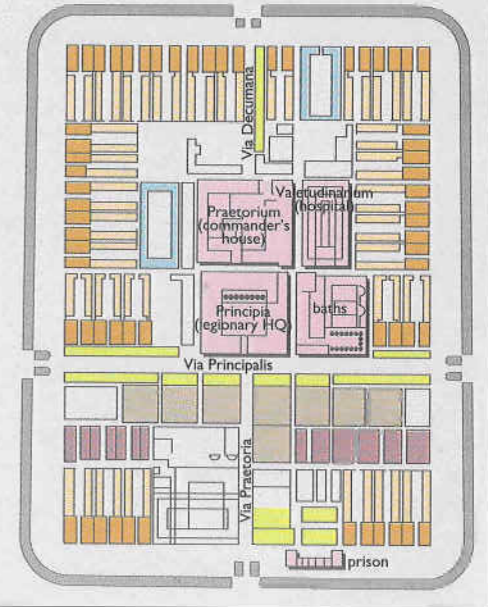 Via Decumana
Valetudinarium
(hospital)
Praetorium
(commander's
house)
Principia
(legionary HQ)
baths
Via Principalis
Via Praetoria
prison